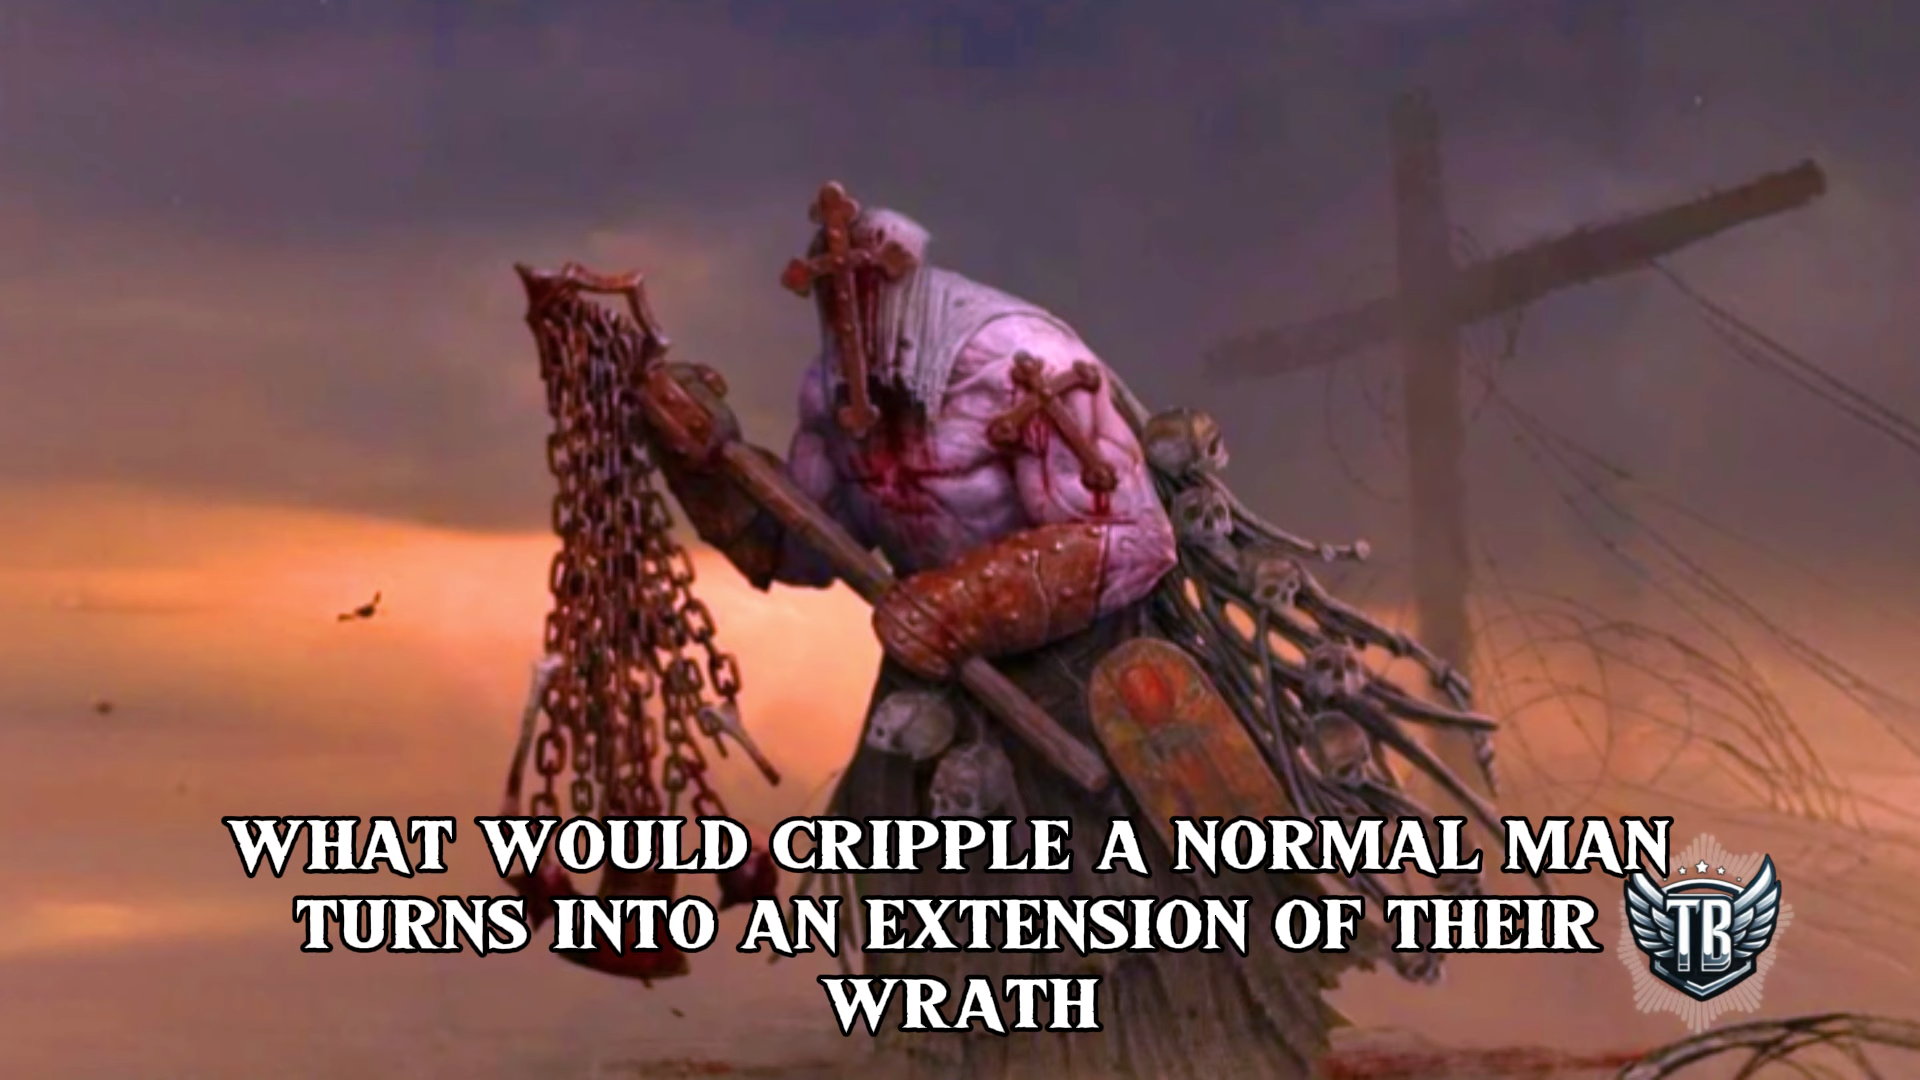 WHAT WOULD CRIPPLE A NORMAL MAN
TURNS INTO AN EXTENSION OF THEIR
WRATH
TB